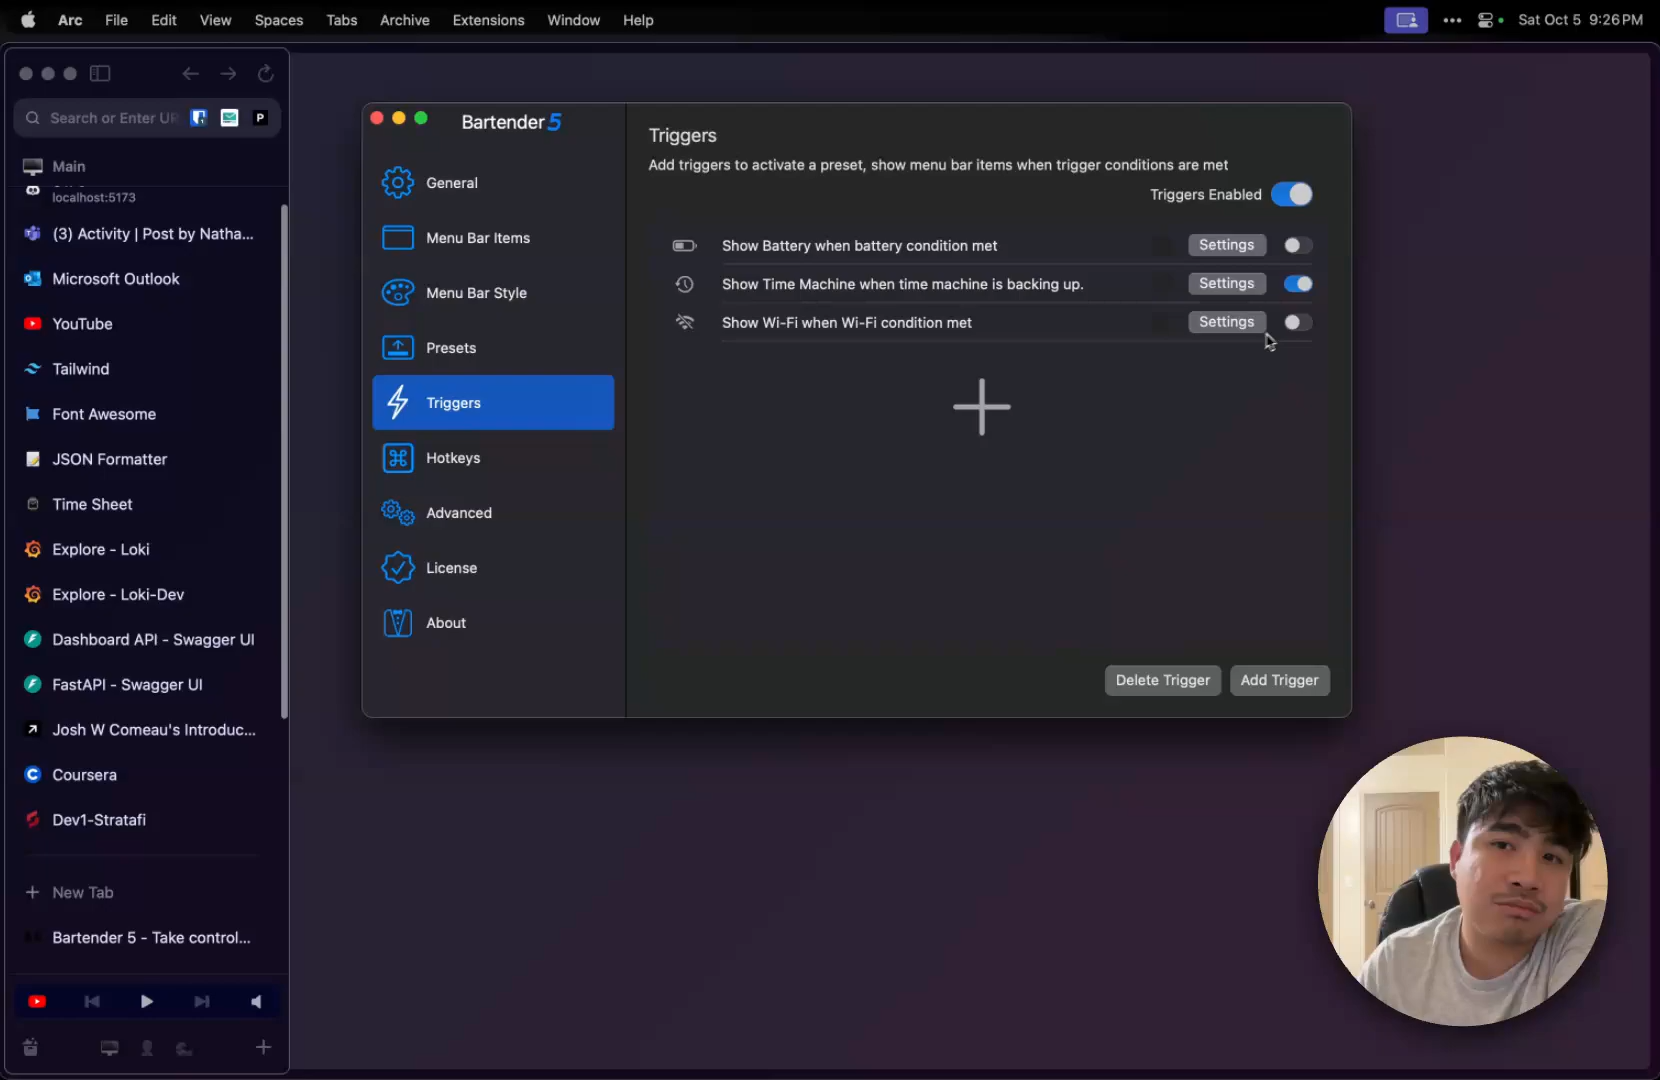 Arc File Edit View Spaces Tabs Archive Extensions Window Help Sat Oct 5 9:26 PM
Search or Enter UR
P
Main
localhost:5173
(3) Activity | Post by Natha...
Microsoft Outlook
YouTube
Tailwind
Font Awesome
JSON Formatter
Time Sheet
Explore - Loki
Explore - Loki-Dev
Dashboard API - Swagger UI
FastAPI - Swagger UI
Josh W Comeau's Introduc...
Coursera
Dev1-Stratafi
New Tab
Bartender 5 - Take control...
Bartender 5
General
Menu Bar Items
Menu Bar Style
Presets
Triggers
Hotkeys
Advanced
License
About
Triggers
Add triggers to activate a preset, show menu bar items when trigger conditions are met
Triggers Enabled
Show Battery when battery condition met Settings
Show Time Machine when time machine is backing up. Settings
Show Wi-Fi when Wi-Fi condition met Settings
Delete Trigger Add Trigger